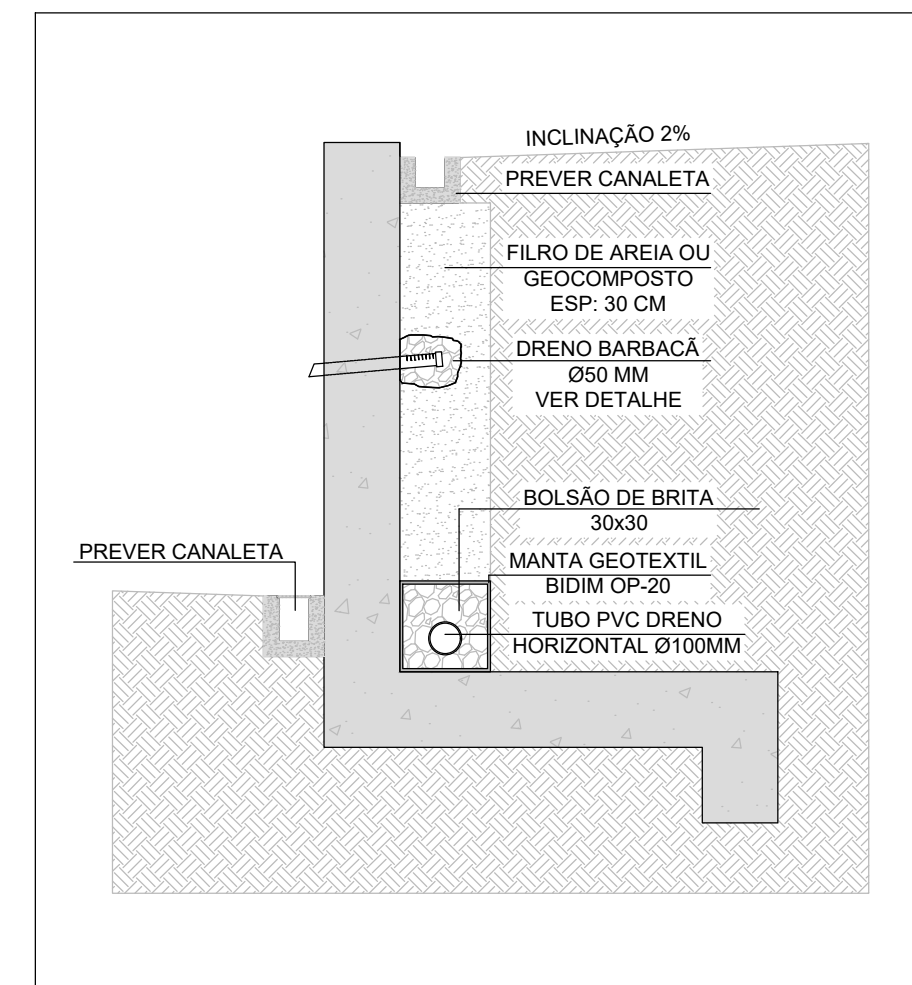 INCLINAÇÃO 2%
PREVER CANALETA
FILRO DE AREIA OU
GEOCOMPOSTO
ESP: 30 CM
DRENO BARBACÃ
Ø50 MM
VER DETALHE
BOLSÃO DE BRITA
30x30
PREVER CANALETA
MANTA GEOTEXTIL
BIDIM OP-20
TUBO PVC DRENO
HORIZONTAL Ø100MM